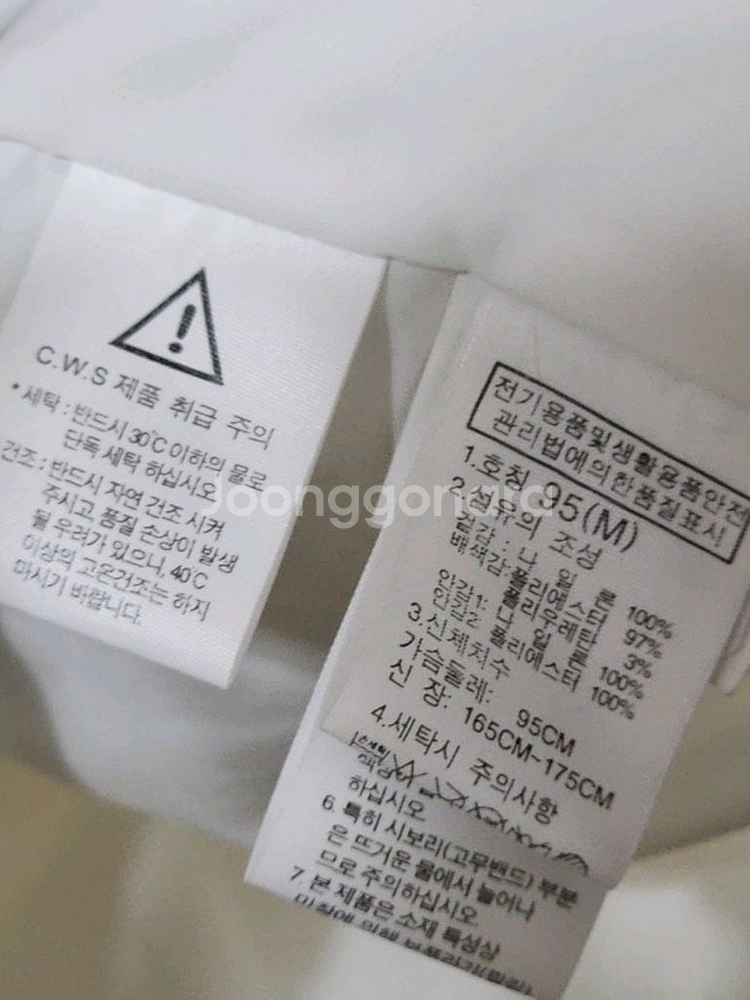 C.W.S 제품 취급 주의
• 세탁 : 반드시 30℃ 이하의 물로
단독 세탁 하십시오
건조 : 반드시 자연 건조 시켜
주시고, 품질 손상이 발생
될 우려가 있으니, 40℃
이상의 고온건조는 하지
마시기 바랍니다.
전기용품및생활용품안전
관리법에의한품질표시
1.호칭 95(M)
2.섬유의 조성
겉감 : 나 일 론 100%
배색감:폴리에스터 97%
폴리우레탄 3%
안감1: 나 일 론 100%
안감2: 폴리에스터 100%
3.신체치수
가슴둘레: 95CM
신 장: 165CM-175CM
4.세탁시 주의사항
하십시오
6. 특히 시보리(고무밴드) 부분
은 뜨거운 물에서 늘어나
므로 주의하십시오
7. 본 제품은 소재 특성상
마찰에 의해 보풀리기(필링)
Joonggonara